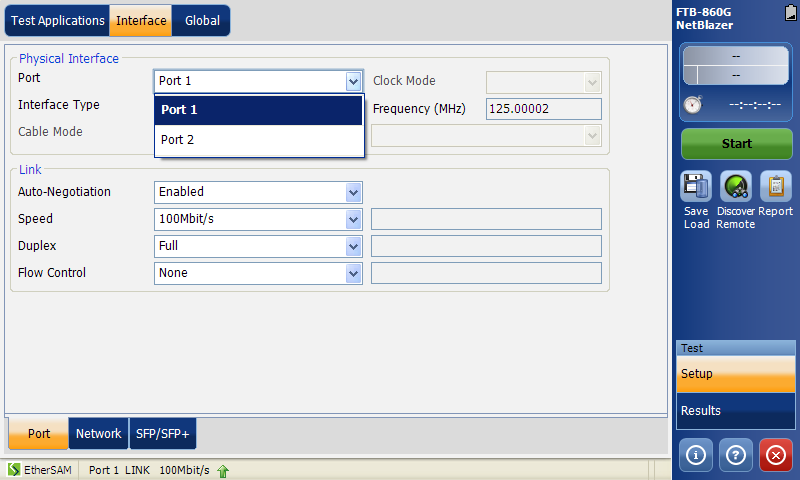 Test Applications Interface Global
Physical Interface
Port Port 1 Clock Mode
Port 1
Interface Type Frequency (MHz) 125.00002
Port 2
Cable Mode
Link
Auto-Negotiation Enabled
Speed 100Mbit/s
Duplex Full
Flow Control None
Port Network SFP/SFP+
EtherSAM Port 1 LINK 100Mbit/s
FTB-860G
NetBlazer
--
--
--:--:--:--
Start
Save
Load
Discover
Remote
Report
Test
Setup
Results